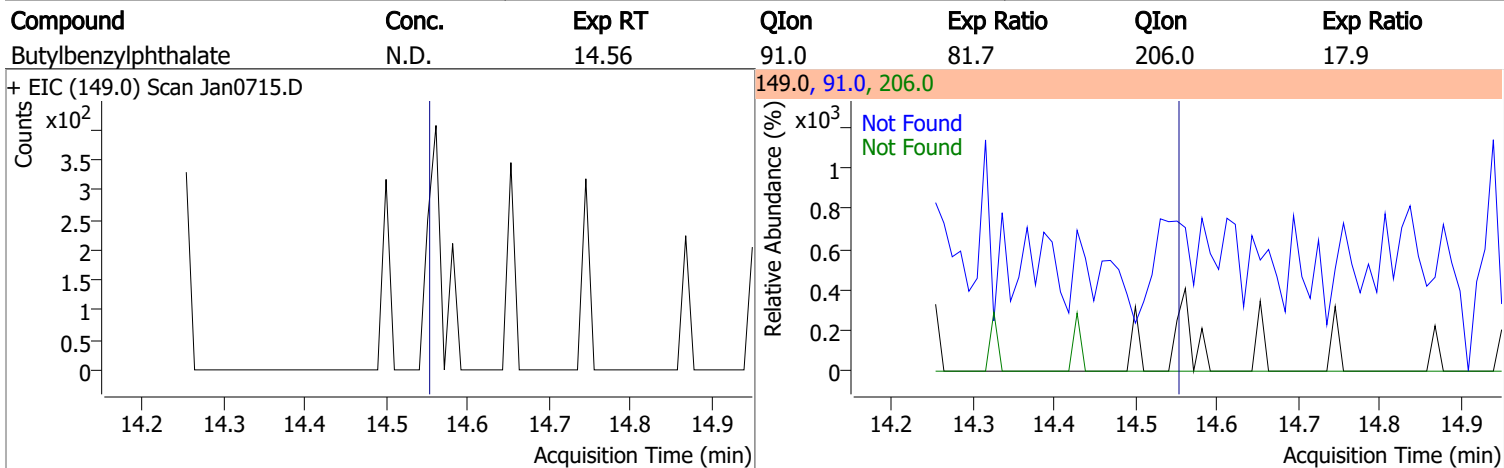 Compound Conc. Exp RT QIon Exp Ratio QIon Exp Ratio
Butylbenzylphthalate N.D. 14.56 91.0 81.7 206.0 17.9
+ EIC (149.0) Scan Jan0715.D
Counts
x10²
3.5
3
2.5
2
1.5
1
0.5
0
14.2 14.3 14.4 14.5 14.6 14.7 14.8 14.9
Acquisition Time (min)
149.0, 91.0, 206.0
Relative Abundance (%)
x10³
Not Found
Not Found
1
0.8
0.6
0.4
0.2
0
14.2 14.3 14.4 14.5 14.6 14.7 14.8 14.9
Acquisition Time (min)